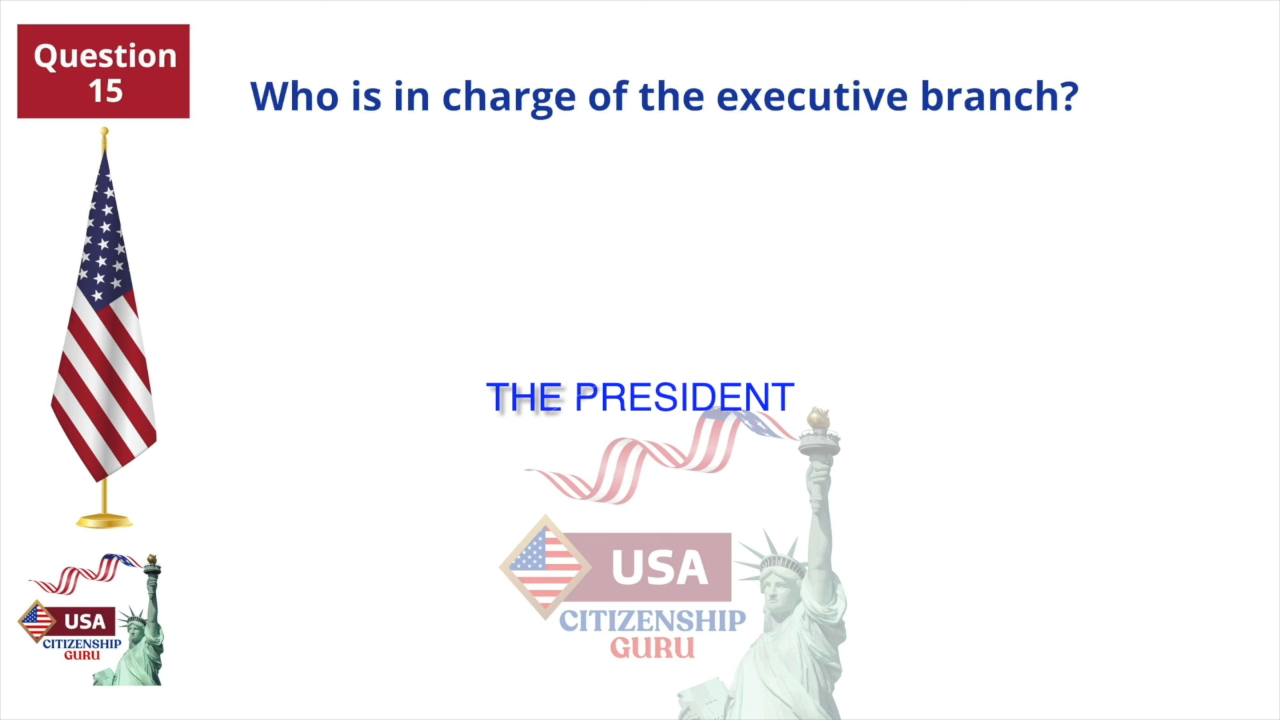 Question
15
Who is in charge of the executive branch?
THE PRESIDENT
USA
CITIZENSHIP
GURU
USA
CITIZENSHIP
GURU